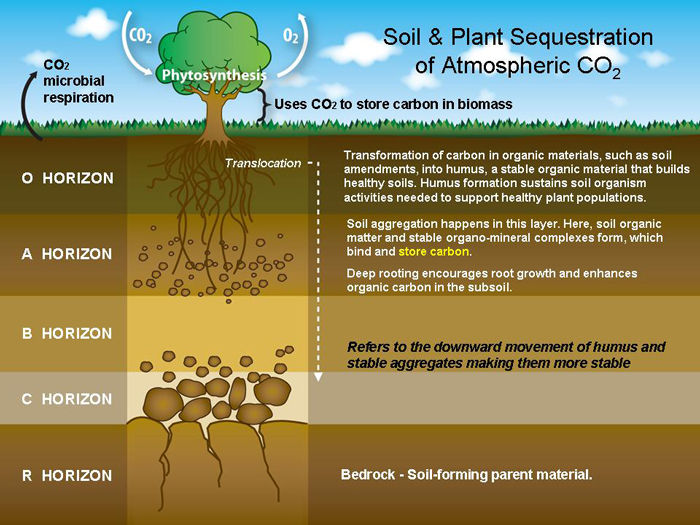 Soil & Plant Sequestration
of Atmospheric CO2
CO2
O2
Phytosynthesis
CO2
microbial
respiration
Uses CO2 to store carbon in biomass
Translocation
O HORIZON
Transformation of carbon in organic materials, such as soil
amendments, into humus, a stable organic material that builds
healthy soils. Humus formation sustains soil organism
activities needed to support healthy plant populations.
A HORIZON
Soil aggregation happens in this layer. Here, soil organic
matter and stable organo-mineral complexes form, which
bind and store carbon.
Deep rooting encourages root growth and enhances
organic carbon in the subsoil.
B HORIZON
Refers to the downward movement of humus and
stable aggregates making them more stable
C HORIZON
R HORIZON
Bedrock - Soil-forming parent material.